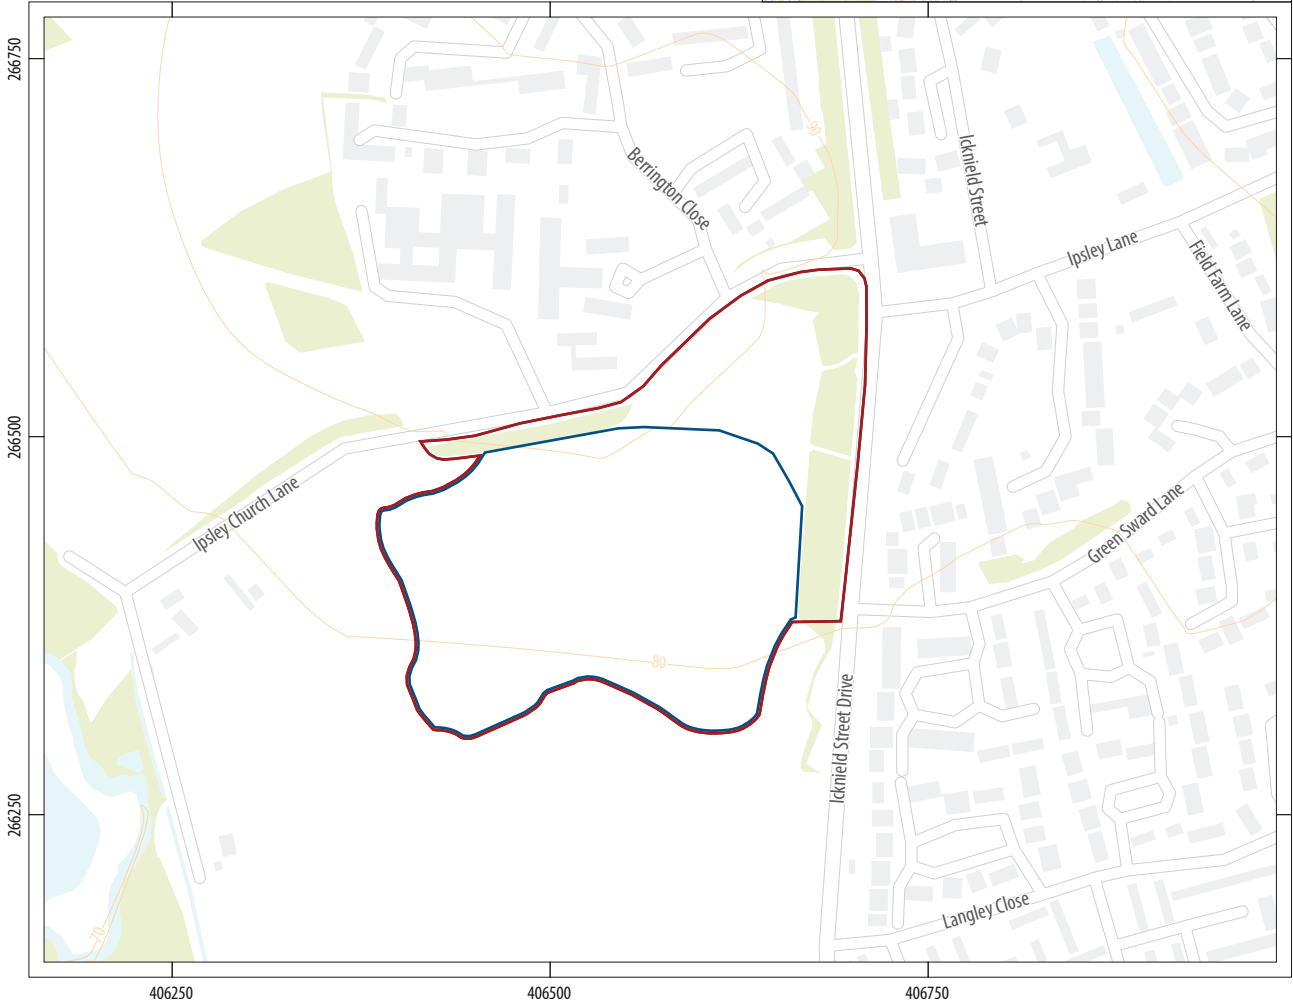 266750
90
Icknield Street
Berrington Close
Ipsley Lane
Field Farm Lane
266500
Ipsley Church Lane
Green Sward Lane
80
Icknield Street Drive
266250
Langley Close
70
406250
406500
406750